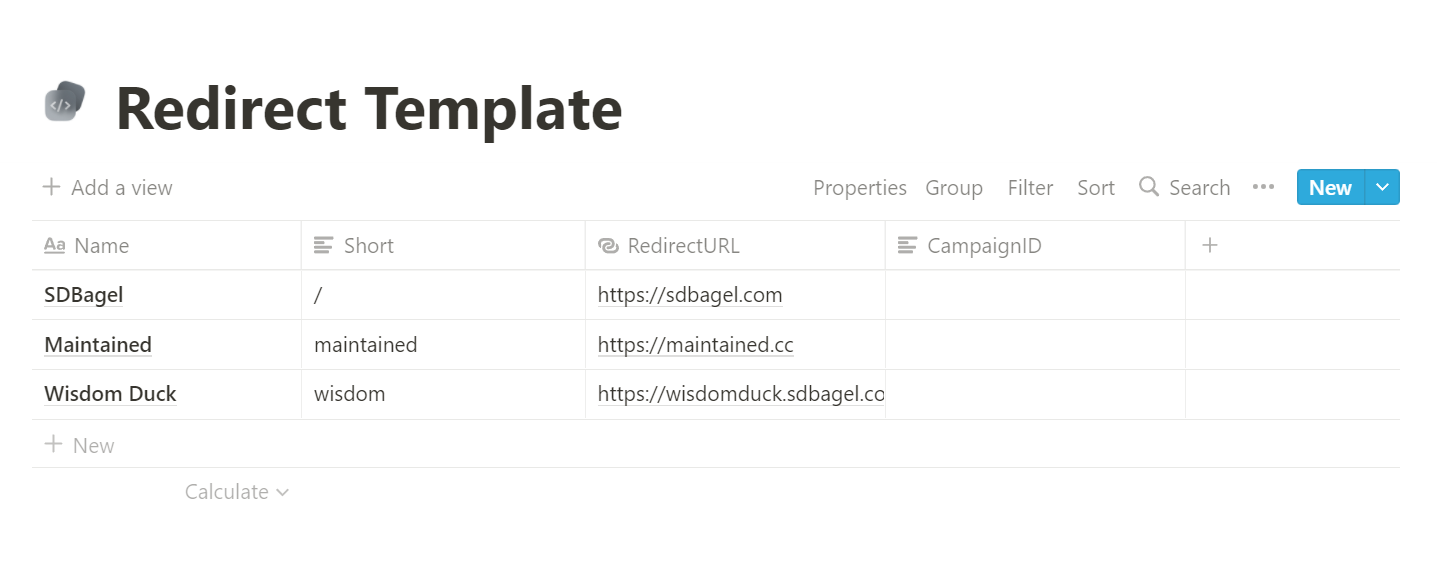 </>
Redirect Template
Add a view Properties Group Filter Sort Search ••• New
Aa Name Short RedirectURL CampaignID
SDBagel / https://sdbagel.com
Maintained maintained https://maintained.cc
Wisdom Duck wisdom https://wisdomduck.sdbagel.co
New
Calculate